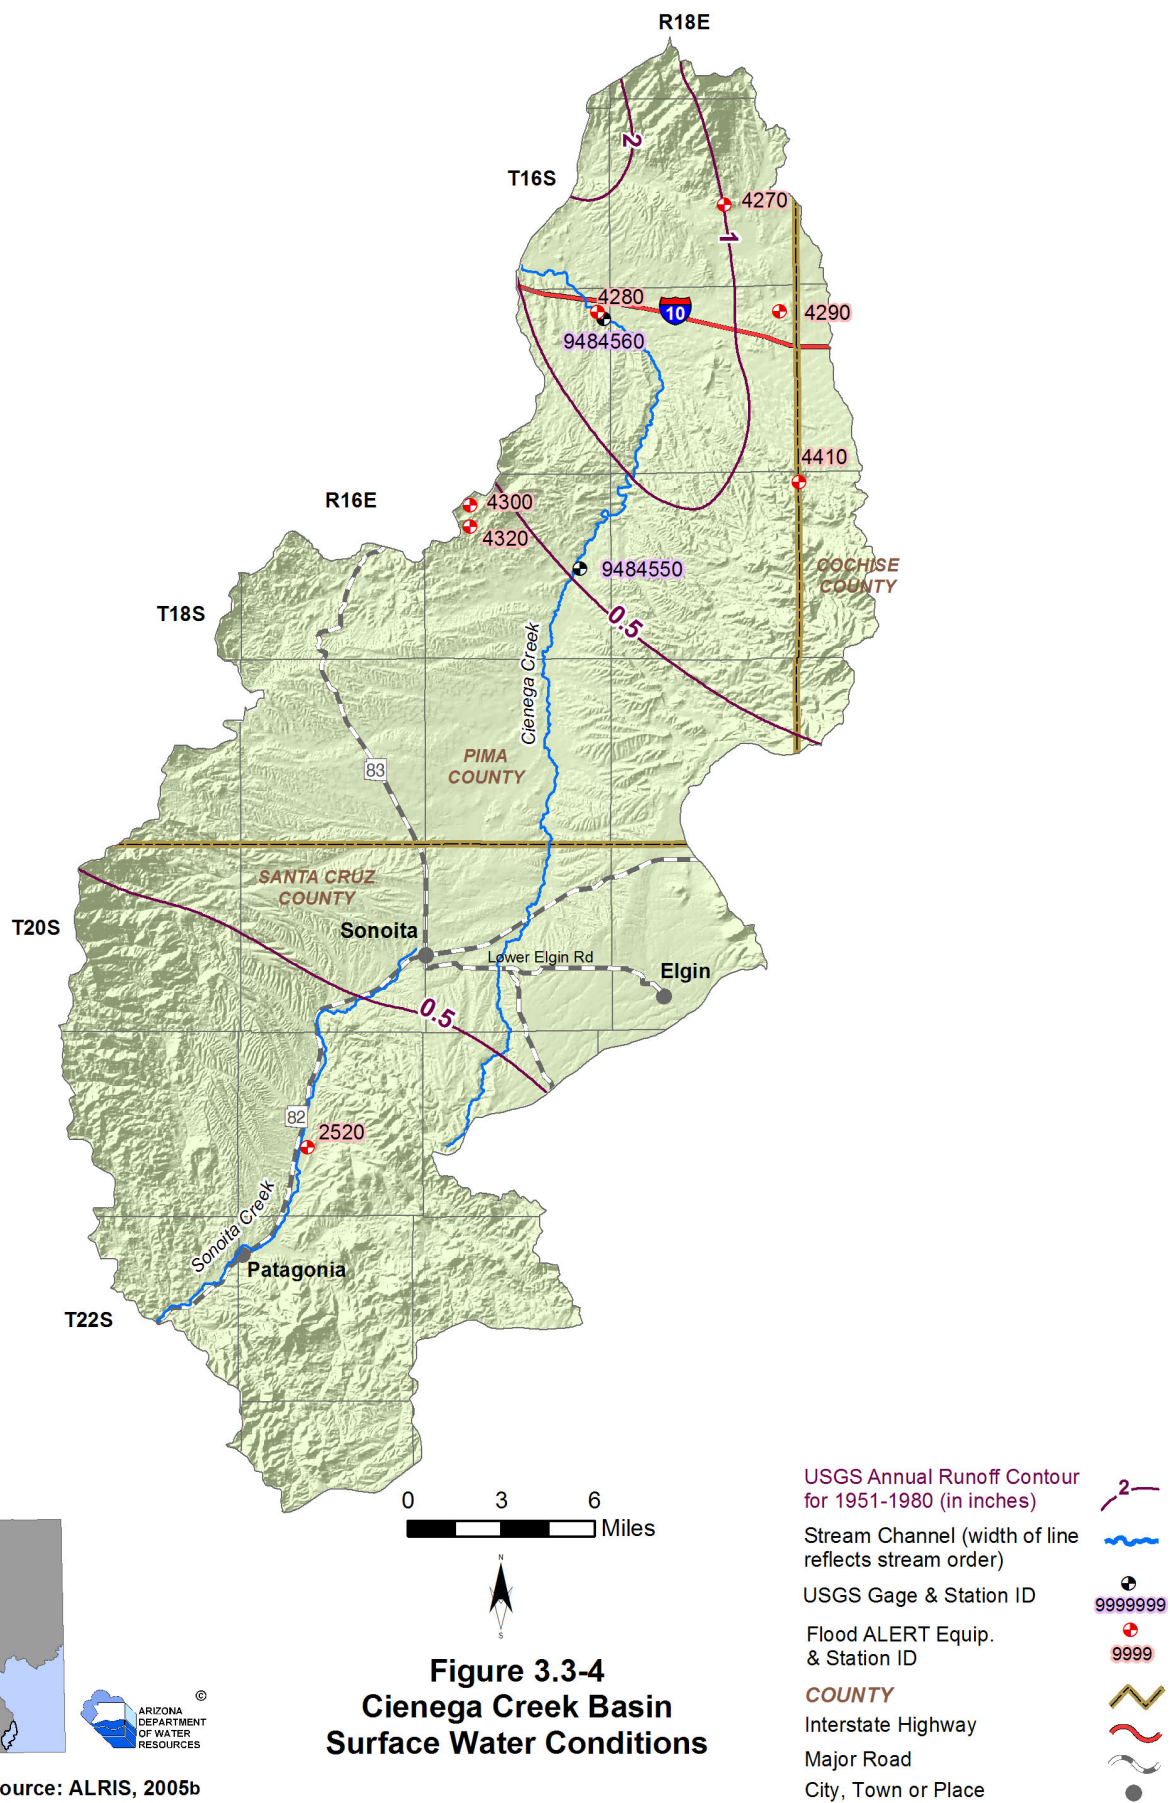 R18E
2
T16S
4270
1
4280
10
4290
9484560
4410
R16E
4300
4320
9484550
COCHISE
COUNTY
T18S
0.5
Cienega Creek
PIMA
COUNTY
83
SANTA CRUZ
COUNTY
T20S
Sonoita
Lower Elgin Rd
Elgin
0.5
82
2520
Sonoita Creek
Patagonia
T22S
0 3 6
Miles
N
S
Figure 3.3-4
Cienega Creek Basin
Surface Water Conditions
©
ARIZONA
DEPARTMENT
OF WATER
RESOURCES
ource: ALRIS, 2005b
USGS Annual Runoff Contour
for 1951-1980 (in inches)
2
Stream Channel (width of line
reflects stream order)
USGS Gage & Station ID
9999999
Flood ALERT Equip.
& Station ID
9999
COUNTY
Interstate Highway
Major Road
City, Town or Place